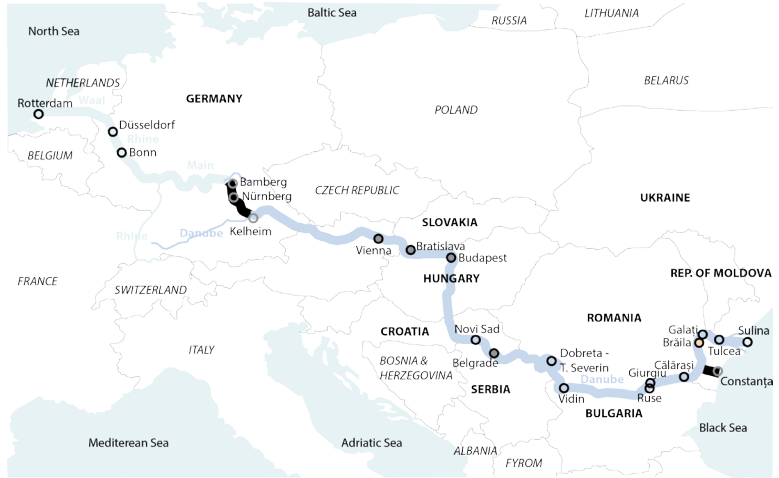 LITHUANIA
Baltic Sea
RUSSIA
North Sea
NETHERLANDS
BELARUS
Waal
GERMANY
Rotterdam
POLAND
Düsseldorf
Rhine
Bonn
BELGIUM
Main
Bamberg
CZECH REPUBLIC
Nürnberg
UKRAINE
SLOVAKIA
Danube
Kelheim
Rhine
Vienna
Bratislava
Budapest
REP. OF MOLDOVA
FRANCE
HUNGARY
SWITZERLAND
ROMANIA
CROATIA
Novi Sad
Galați
Sulina
Brăila
Tulcea
ITALY
BOSNIA &
HERZEGOVINA
Belgrade
Dobreta -
T. Severin
Călărași
Giurgiu
Danube
Constanța
SERBIA
Vidin
Ruse
BULGARIA
Black Sea
Mediterean Sea
Adriatic Sea
ALBANIA
FYROM